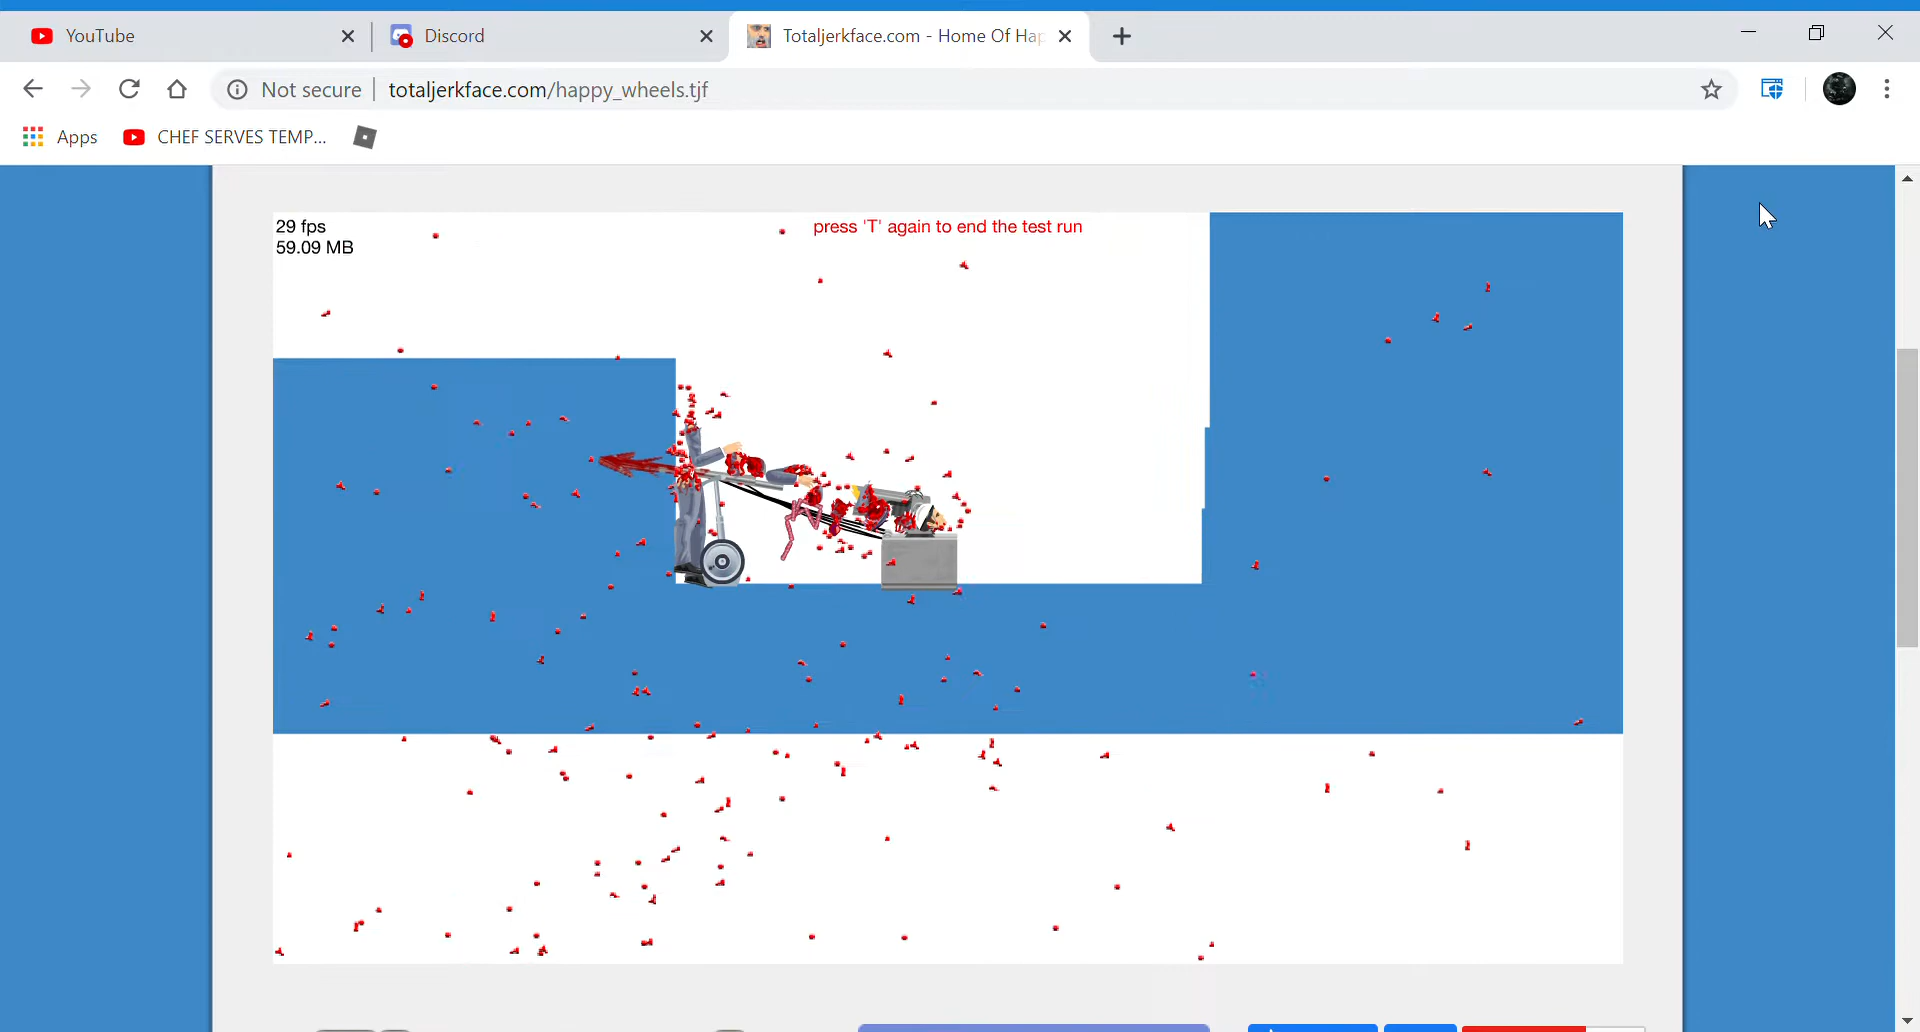 YouTube
Discord
Totaljerkface.com - Home Of Hap
Not secure
totaljerkface.com/happy_wheels.tjf
Apps
CHEF SERVES TEMP...
29 fps
59.09 MB
press 'T' again to end the test run